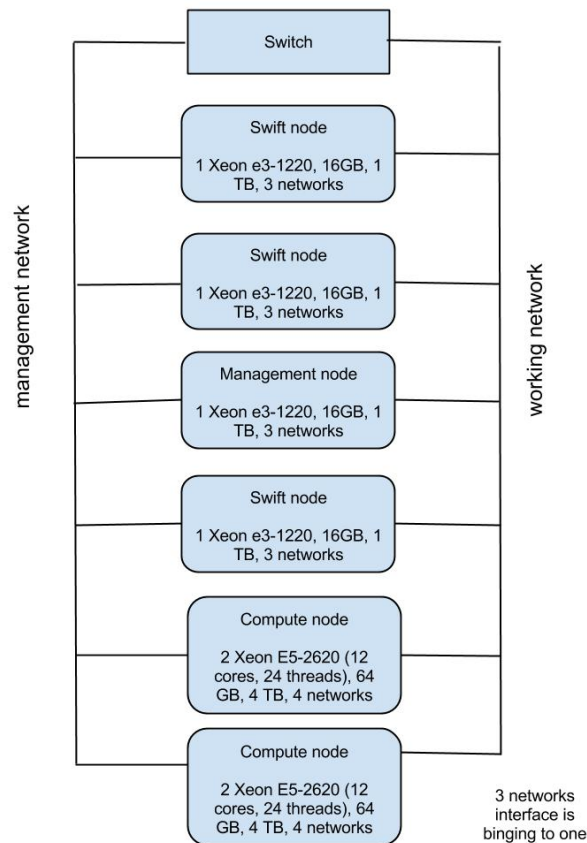 Switch
Swift node
1 Xeon e3-1220, 16GB, 1
TB, 3 networks
Swift node
1 Xeon e3-1220, 16GB, 1
TB, 3 networks
management network
working network
Management node
1 Xeon e3-1220, 16GB, 1
TB, 3 networks
Swift node
1 Xeon e3-1220, 16GB, 1
TB, 3 networks
Compute node
2 Xeon E5-2620 (12
cores, 24 threads), 64
GB, 4 TB, 4 networks
Compute node
2 Xeon E5-2620 (12
cores, 24 threads), 64
GB, 4 TB, 4 networks
3 networks
interface is
binging to one